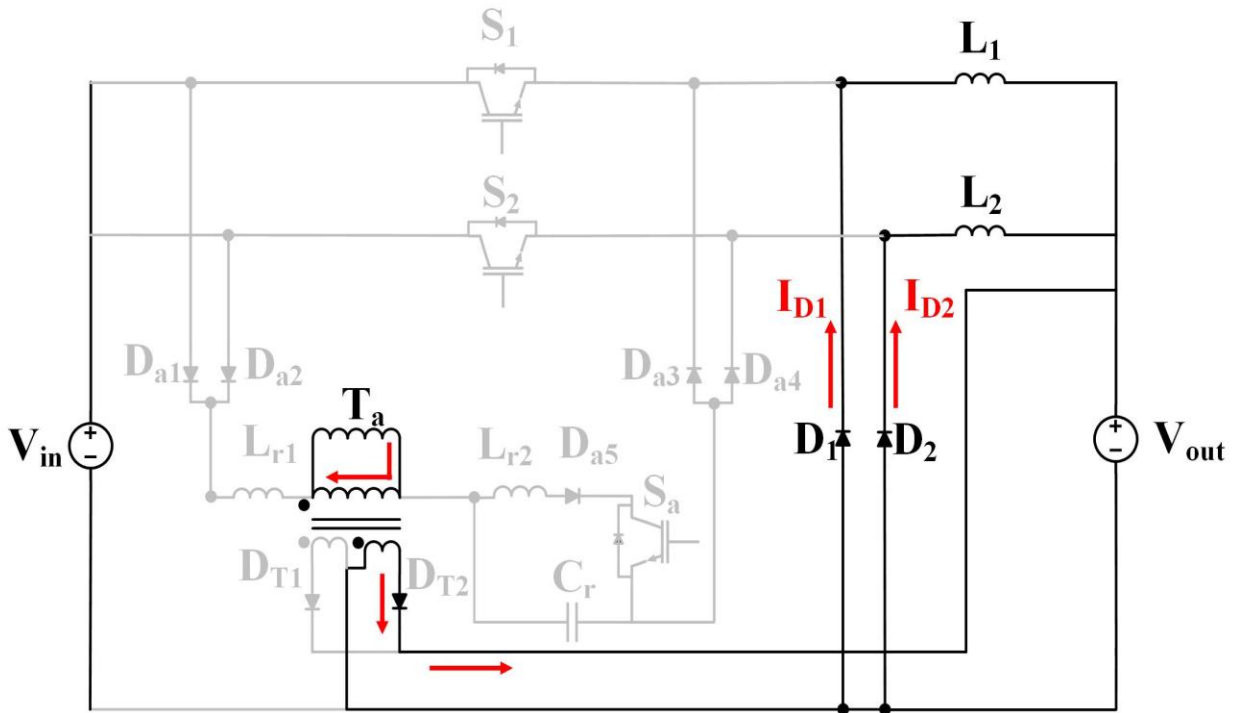 S1
L1
S2
L2
ID1
ID2
Da1
Da2
Da3
Da4
Ta
Vin
+
−
Lr1
Lr2
Da5
Sa
D1
D2
+
−
Vout
DT1
DT2
Cr